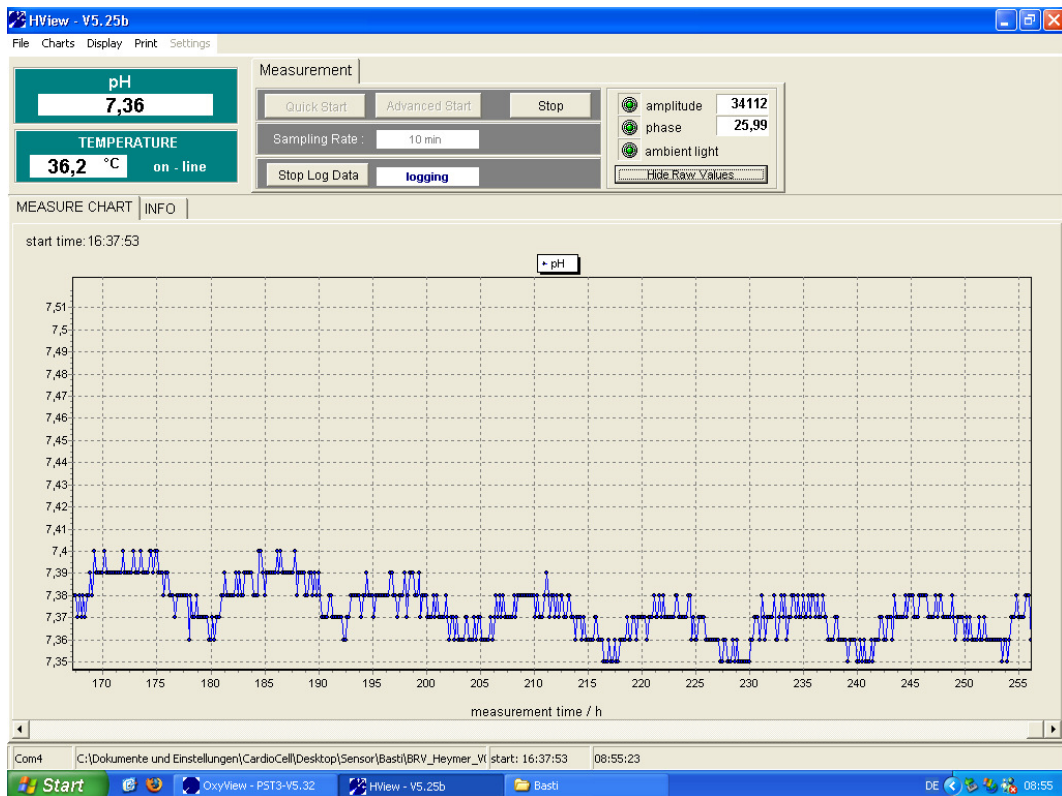 HView - V5.25b
File Charts Display Print Settings
pH
7,36
TEMPERATURE
36,2 °C on - line
Measurement
Quick Start Advanced Start Stop
Sampling Rate : 10 min
Stop Log Data logging
amplitude 34112
phase 25,99
ambient light
Hide Raw Values
MEASURE CHART INFO
start time: 16:37:53
pH
7,51
7,5
7,49
7,48
7,47
7,46
7,45
7,44
7,43
7,42
7,41
7,4
7,39
7,38
7,37
7,36
7,35
170 175 180 185 190 195 200 205 210 215 220 225 230 235 240 245 250 255
measurement time / h
Com4 C:\Dokumente und Einstellungen\CardioCell\Desktop\Sensor\Basti\BRV_Heymer_V( start: 16:37:53 08:55:23
Start OxyView - PST3-V5.32 HView - V5.25b Basti DE 08:55